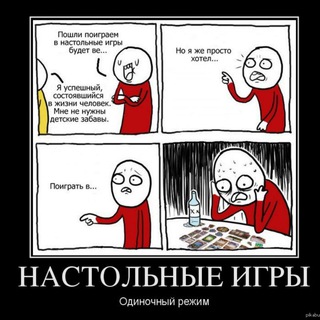 Пошли поиграем
в настольные игры
будет ве...
Я успешный,
состоявшийся
в жизни человек.
Мне не нужны
детские забавы.
Но я же просто
хотел...
Поиграть в...
НАСТОЛЬНЫЕ ИГРЫ
Одиночный режим